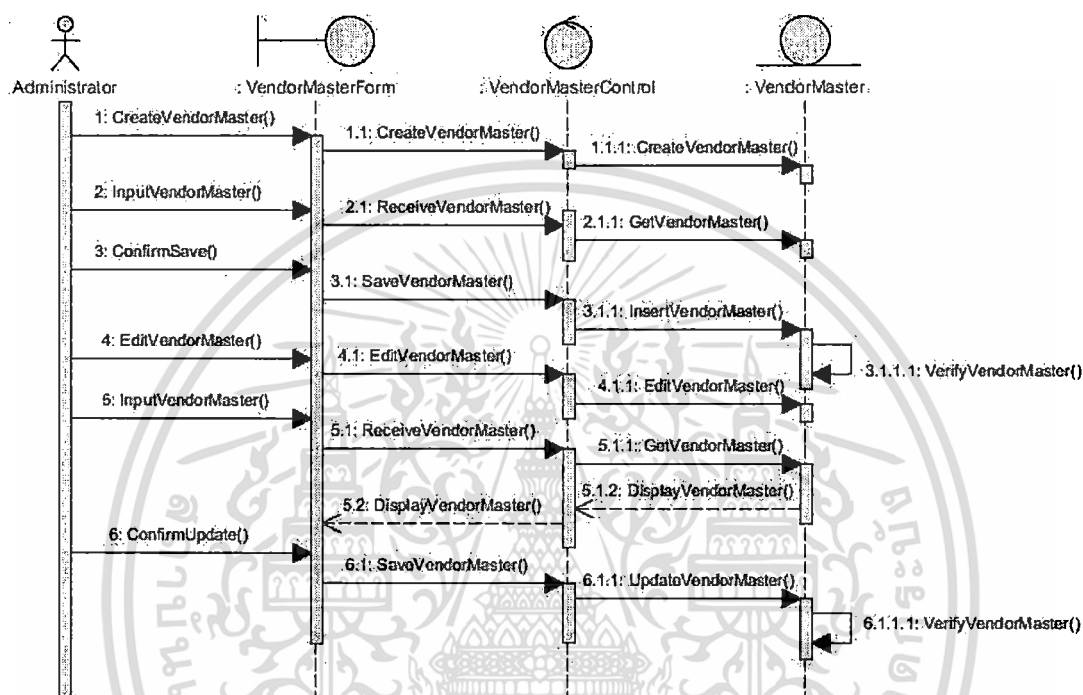 Administrator
: VendorMasterForm
: VendorMasterControl
: VendorMaster
1: CreateVendorMaster()
1.1: CreateVendorMaster()
1.1.1: CreateVendorMaster()
2: InputVendorMaster()
2.1: ReceiveVendorMaster()
2.1.1: GetVendorMaster()
3: ConfirmSave()
3.1: SaveVendorMaster()
3.1.1: InsertVendorMaster()
3.1.1.1: VerifyVendorMaster()
4: EditVendorMaster()
4.1: EditVendorMaster()
4.1.1: EditVendorMaster()
5: InputVendorMaster()
5.1: ReceiveVendorMaster()
5.1.1: GetVendorMaster()
5.1.2: DisplayVendorMaster()
5.2: DisplayVendorMaster()
6: ConfirmUpdate()
6.1: SaveVendorMaster()
6.1.1: UpdateVendorMaster()
6.1.1.1: VerifyVendorMaster()